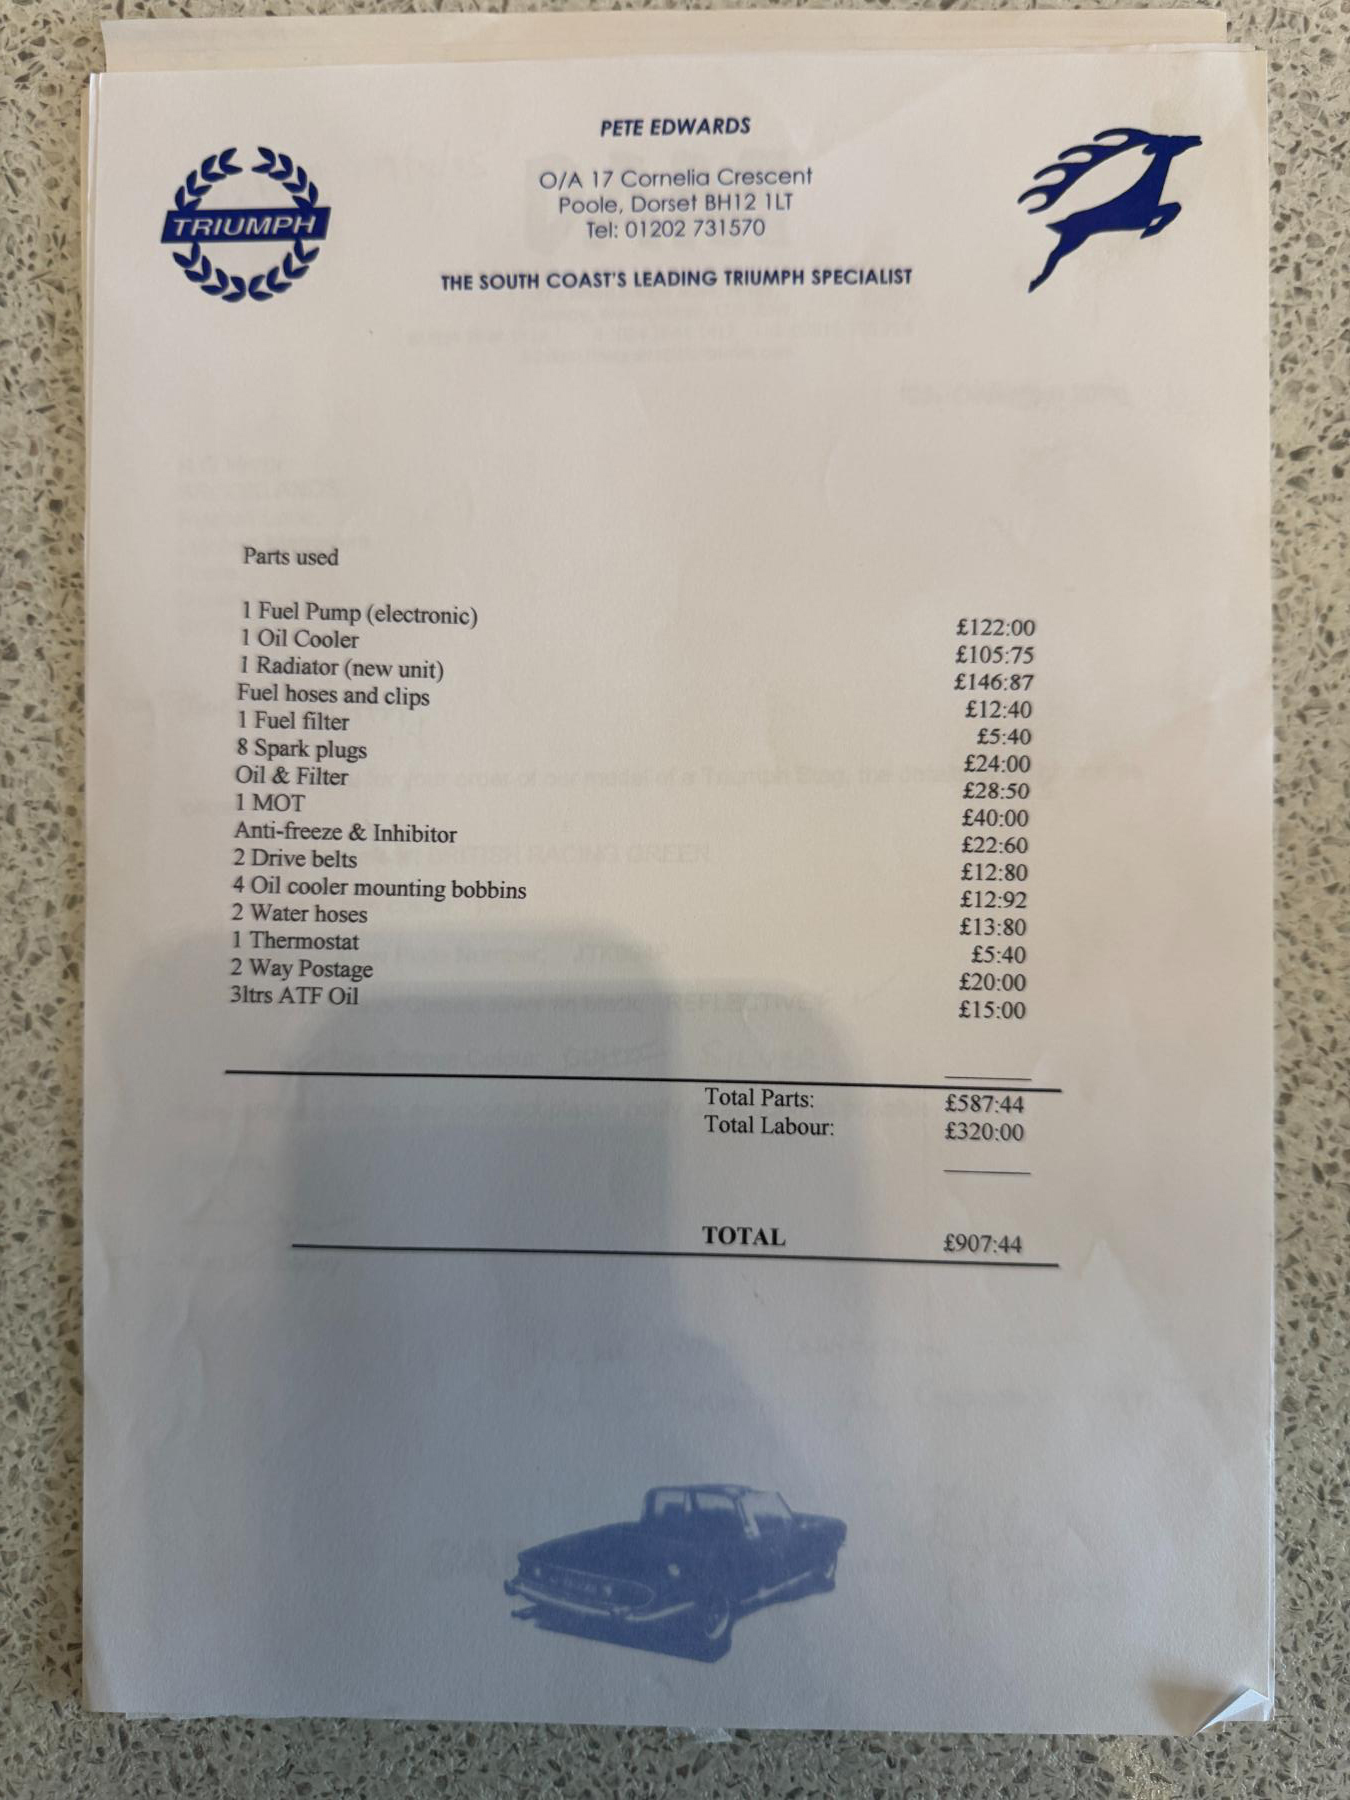 PETE EDWARDS
TRIUMPH
O/A 17 Cornelia Crescent
Poole, Dorset BH12 1LT
Tel: 01202 731570
THE SOUTH COAST'S LEADING TRIUMPH SPECIALIST
Parts used
1 Fuel Pump (electronic) £122:00
1 Oil Cooler £105:75
1 Radiator (new unit) £146:87
Fuel hoses and clips £12:40
1 Fuel filter £5:40
8 Spark plugs £24:00
Oil & Filter £28:50
1 MOT £40:00
Anti-freeze & Inhibitor £22:60
2 Drive belts £12:80
4 Oil cooler mounting bobbins £12:92
2 Water hoses £13:80
1 Thermostat £5:40
2 Way Postage £20:00
3ltrs ATF Oil £15:00
Total Parts: £587:44
Total Labour: £320:00
TOTAL £907:44